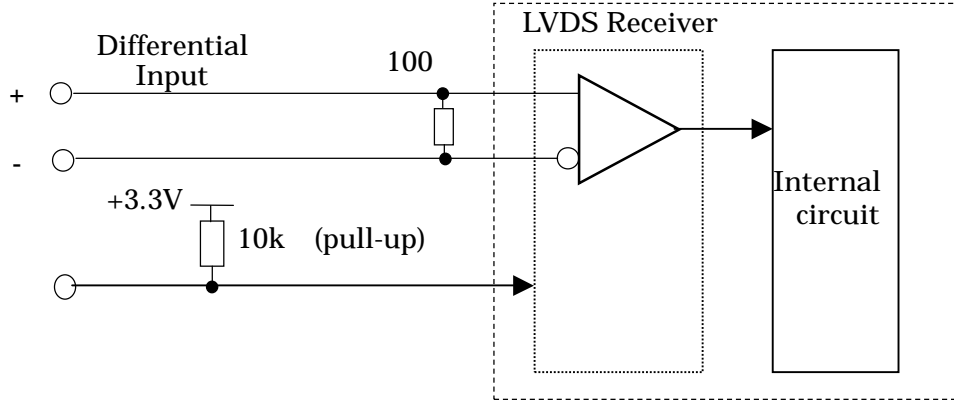 LVDS Receiver
Differential
Input
100
+
-
+3.3V
10k (pull-up)
Internal
circuit